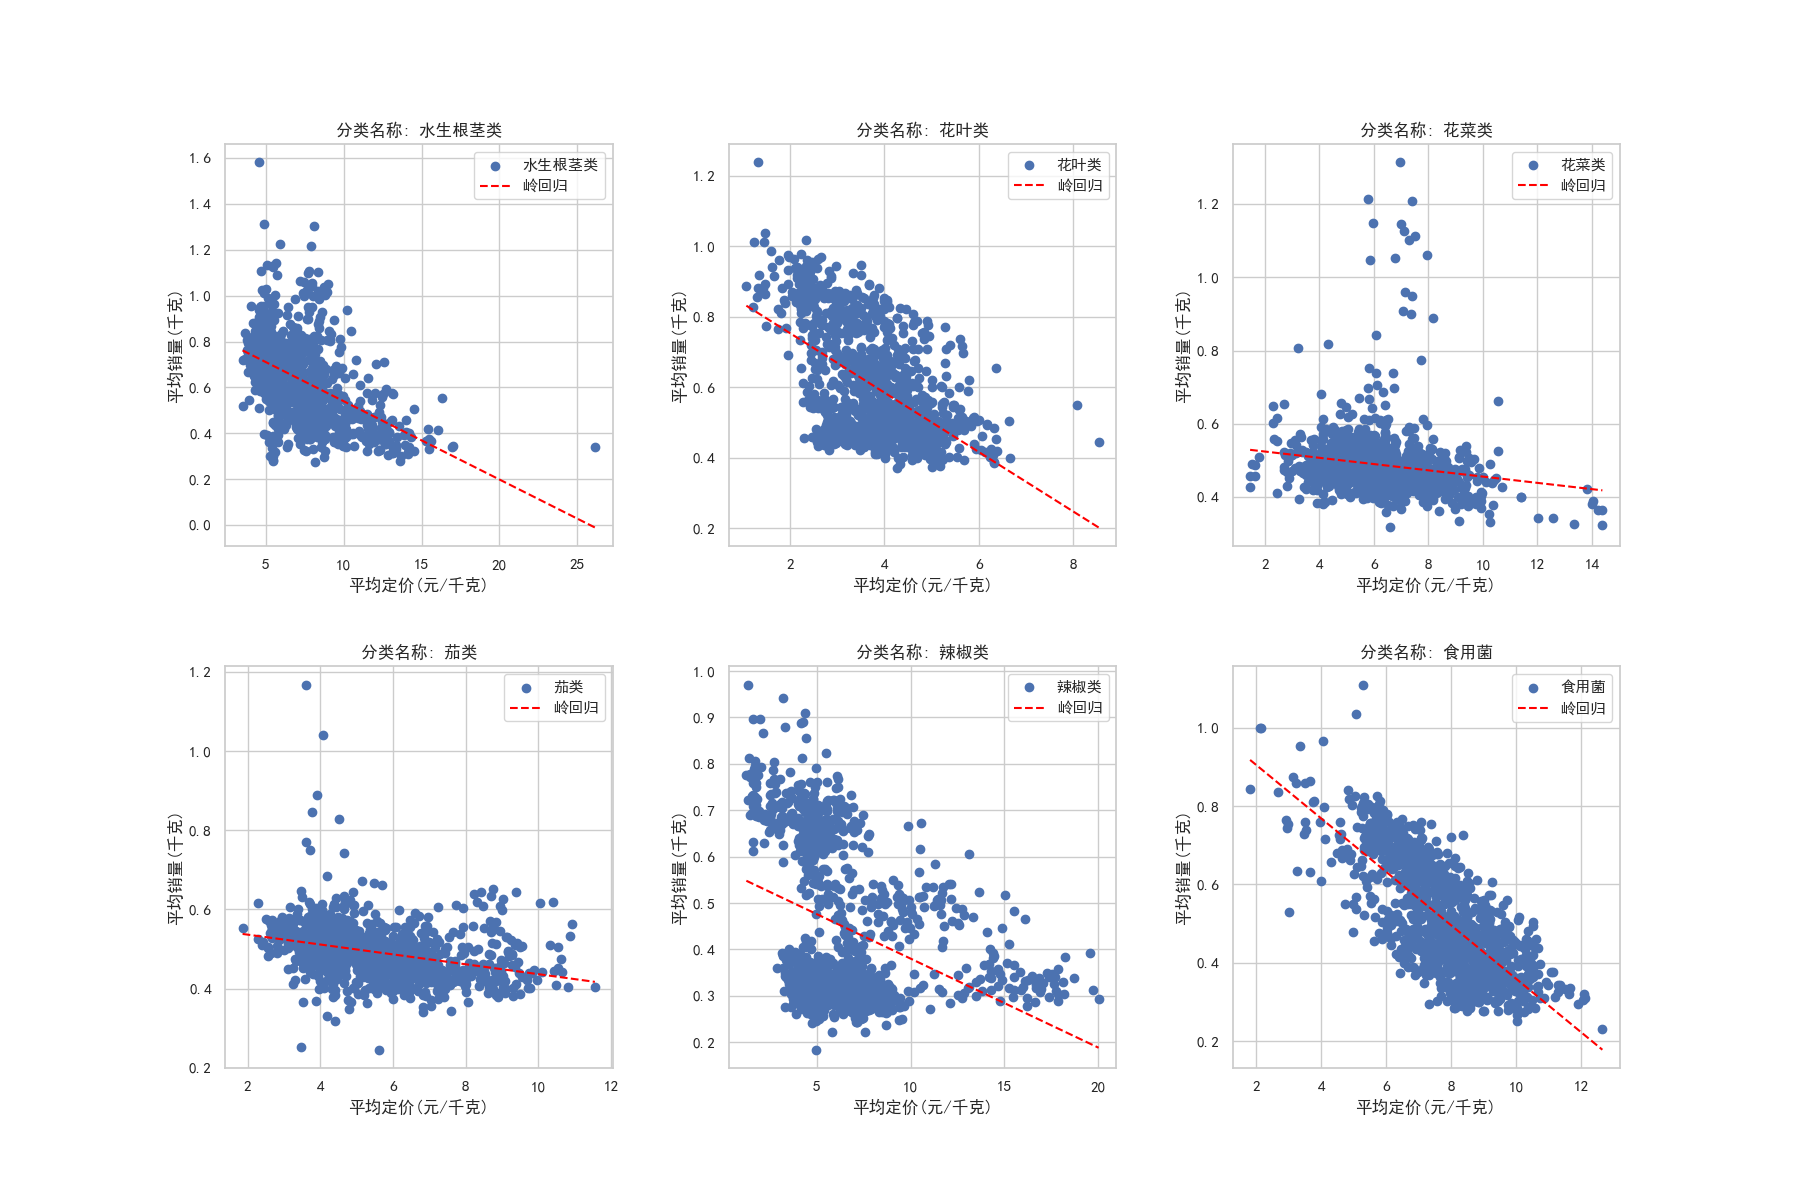 分类名称: 水生根茎类
水生根茎类
岭回归
1.6
1.4
1.2
1.0
0.8
0.6
0.4
0.2
0.0
平均销量(千克)
5 10 15 20 25
平均定价(元/千克)
分类名称: 花叶类
花叶类
岭回归
1.2
1.0
0.8
0.6
0.4
0.2
平均销量(千克)
2 4 6 8
平均定价(元/千克)
分类名称: 花菜类
花菜类
岭回归
1.2
1.0
0.8
0.6
0.4
平均销量(千克)
2 4 6 8 10 12 14
平均定价(元/千克)
分类名称: 茄类
茄类
岭回归
1.2
1.0
0.8
0.6
0.4
0.2
平均销量(千克)
2 4 6 8 10 12
平均定价(元/千克)
分类名称: 辣椒类
辣椒类
岭回归
1.0
0.9
0.8
0.7
0.6
0.5
0.4
0.3
0.2
平均销量(千克)
5 10 15 20
平均定价(元/千克)
分类名称: 食用菌
食用菌
岭回归
1.0
0.8
0.6
0.4
0.2
平均销量(千克)
2 4 6 8 10 12
平均定价(元/千克)